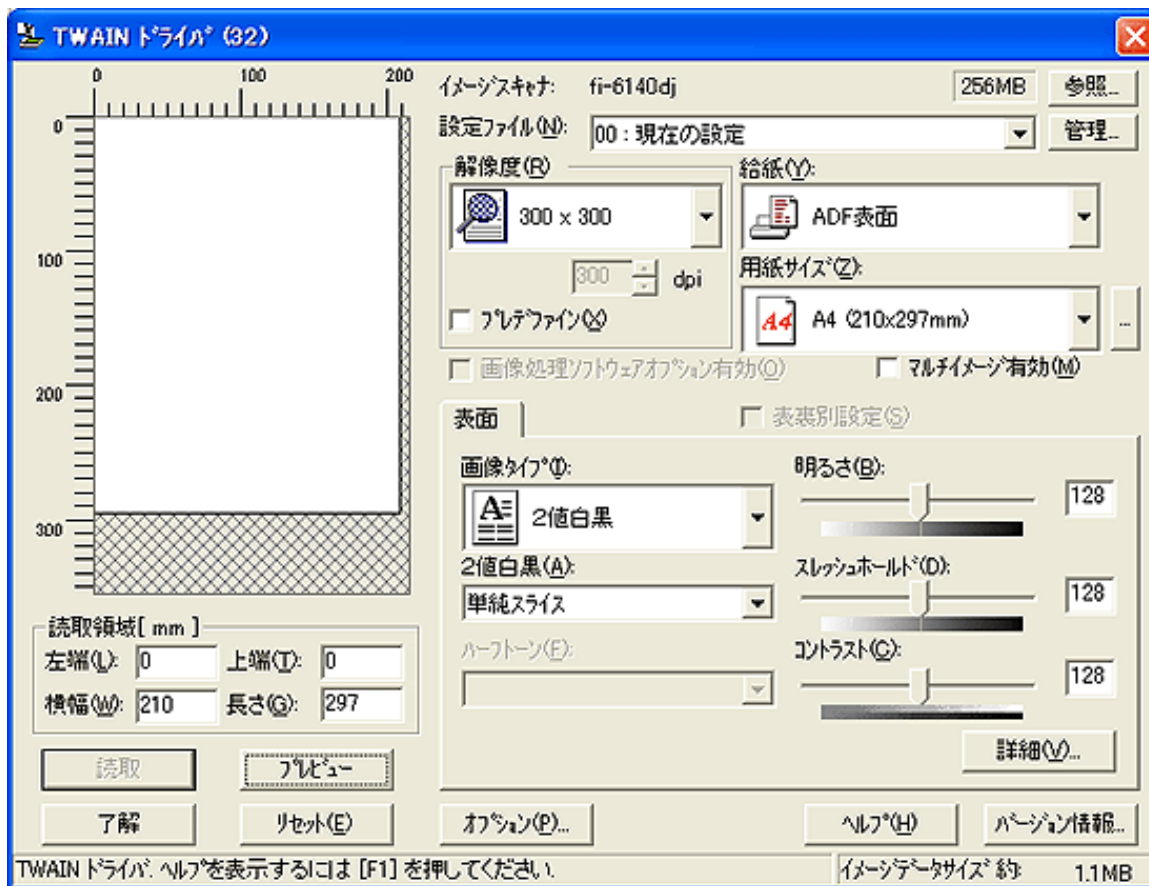 TWAIN ﾄﾞﾗｲﾊﾞ (32)
0 100 200
0
100
200
300
ｲﾒｰｼﾞｽｷｬﾅ: fi-6140dj 256MB 参照...
設定ﾌｧｲﾙ(N): 00 : 現在の設定 管理...
解像度(R)
300 x 300
300 dpi
ﾌﾟﾚﾃﾞﾌｧｲﾝ(X)
給紙(Y):
ADF表面
用紙ｻｲｽﾞ(Z):
A4 A4 (210x297mm) ...
画像処理ｿﾌﾄｳｪｱｵﾌﾟｼｮﾝ有効(O) ﾏﾙﾁｲﾒｰｼﾞ有効(M)
表面 表裏別設定(S)
画像ﾀｲﾌﾟ(I):
A 2値白黒
2値白黒(A):
単純ｽﾗｲｽ
ﾊｰﾌﾄｰﾝ(F):
明るさ(B):
128
ｽﾚｯｼｭﾎｰﾙﾄﾞ(D):
128
ｺﾝﾄﾗｽﾄ(C):
128
詳細(V)...
読取領域[ mm ]
左端(L): 0 上端(T): 0
横幅(W): 210 長さ(G): 297
読取 ﾌﾟﾚﾋﾞｭｰ
了解 ﾘｾｯﾄ(E) ｵﾌﾟｼｮﾝ(P)... ﾍﾙﾌﾟ(H) ﾊﾞｰｼﾞｮﾝ情報...
TWAIN ﾄﾞﾗｲﾊﾞ. ﾍﾙﾌﾟを表示するには [F1] を押してください. ｲﾒｰｼﾞﾃﾞｰﾀｻｲｽﾞ 約: 1.1MB